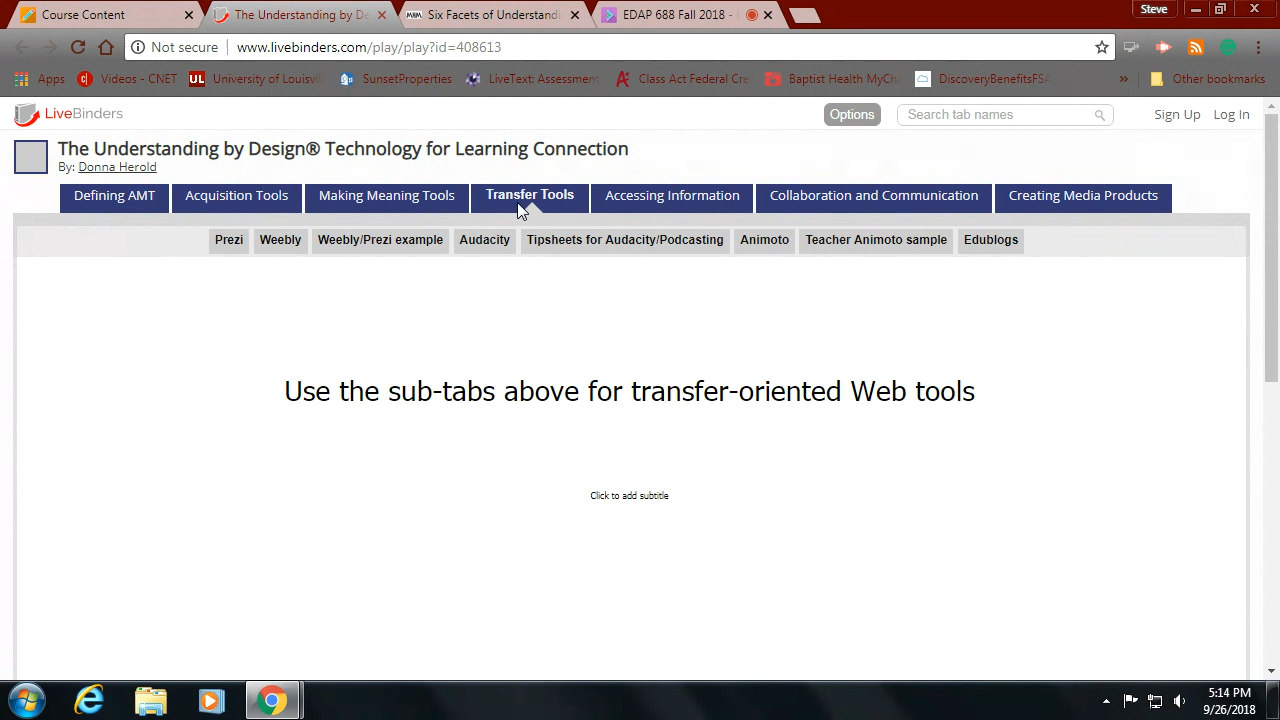 Steve
Course Content
The Understanding by De
Six Facets of Understandi
EDAP 688 Fall 2018 -
Not secure
www.livebinders.com/play/play?id=408613
Apps
Videos - CNET
University of Louisvi
SunsetProperties
LiveText: Assessment
Class Act Federal Cre
Baptist Health MyCha
DiscoveryBenefitsFSA
»
Other bookmarks
LiveBinders
Options
Search tab names
Sign Up
Log In
The Understanding by Design® Technology for Learning Connection
By: Donna Herold
Defining AMT
Acquisition Tools
Making Meaning Tools
Transfer Tools
Accessing Information
Collaboration and Communication
Creating Media Products
Prezi
Weebly
Weebly/Prezi example
Audacity
Tipsheets for Audacity/Podcasting
Animoto
Teacher Animoto sample
Edublogs
Use the sub-tabs above for transfer-oriented Web tools
Click to add subtitle
5:14 PM
9/26/2018